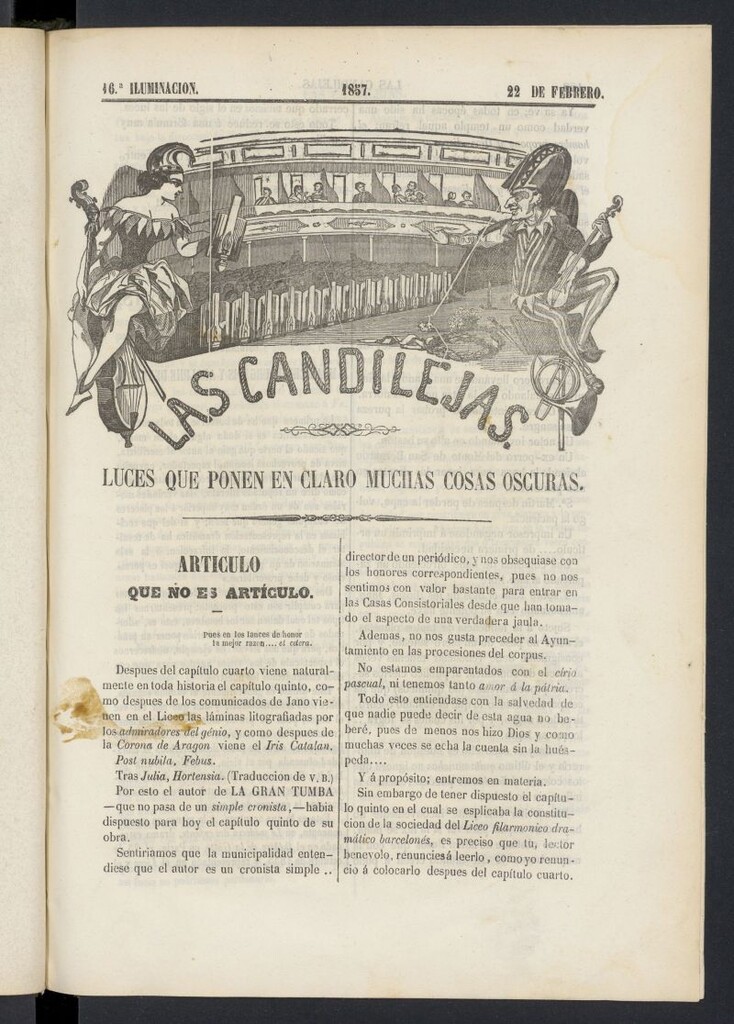 16.ª ILUMINACION.
1857.
22 DE FEBRERO.
LAS CANDILEJAS.
LUCES QUE PONEN EN CLARO MUCHAS COSAS OSCURAS.
ARTICULO
QUE NO ES ARTÍCULO.
Pues en los lances de honor
la mejor razon.... el cólera.
Despues del capítulo cuarto viene natural-
mente en toda historia el capítulo quinto, co-
mo despues de los comunicados de Jano vie-
nen en el Liceo las láminas litografiadas por
los admiradores del génio, y como despues de
la Corona de Aragon viene el Iris Catalan.
Post nubila, Febus.
Tras Julia, Hortensia. (Traduccion de V. B.)
Por esto el autor de LA GRAN TUMBA
—que no pasa de un simple cronista,—habia
dispuesto para hoy el capítulo quinto de su
obra.
Sentiriamos que la municipalidad enten-
diese que el autor es un cronista simple ..
director de un periódico, y nos obsequiase con
los honores correspondientes, pues no nos
sentimos con valor bastante para entrar en
las Casas Consistoriales desde que han toma-
do el aspecto de una verdadera jaula.
Ademas, no nos gusta preceder al Ayun-
tamiento en las procesiones del corpus.
No estamos emparentados con el cirio
pascual, ni tenemos tanto amor á la pátria.
Todo esto entiendase con la salvedad de
que nadie puede decir de esta agua no be-
beré, pues de menos nos hizo Dios y como
muchas veces se echa la cuenta sin la hués-
peda....
Y á propósito; entremos en materia.
Sin embargo de tener dispuesto el capítu-
lo quinto en el cual se esplicaba la constitu-
cion de la sociedad del Liceo filarmonico dra-
mático barcelonés, es preciso que tu, lector
benevolo, renuncies á leerlo, como yo renun-
cio á colocarlo despues del capítulo cuarto.